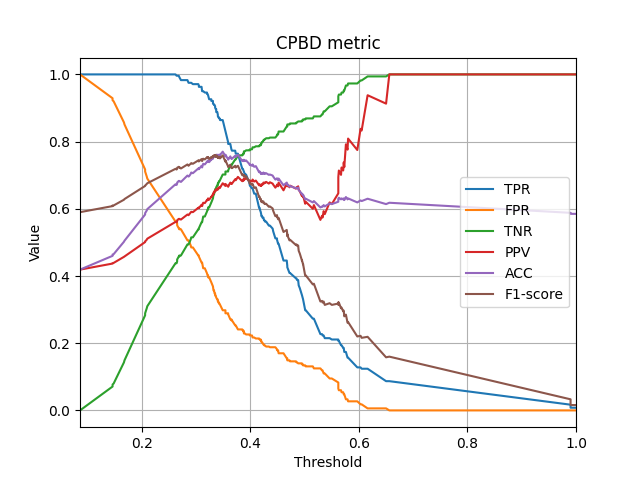 CPBD metric
1.0
0.8
0.6
0.4
0.2
0.0
Value
TPR
FPR
TNR
PPV
ACC
F1-score
0.2
0.4
0.6
0.8
1.0
Threshold